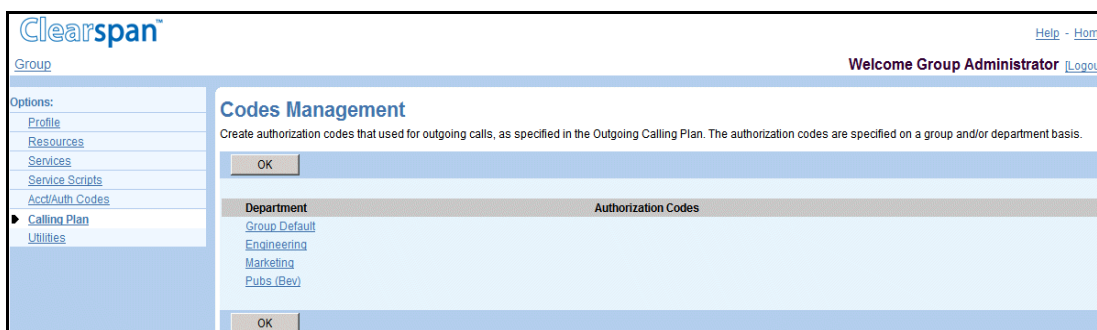 Clearspan™
Help - Hom
Group
Welcome Group Administrator [Logou
Options:
Profile
Resources
Services
Service Scripts
Acct/Auth Codes
Calling Plan
Utilities
Codes Management
Create authorization codes that used for outgoing calls, as specified in the Outgoing Calling Plan. The authorization codes are specified on a group and/or department basis.
OK
Department Authorization Codes
Group Default
Engineering
Marketing
Pubs (Bev)
OK